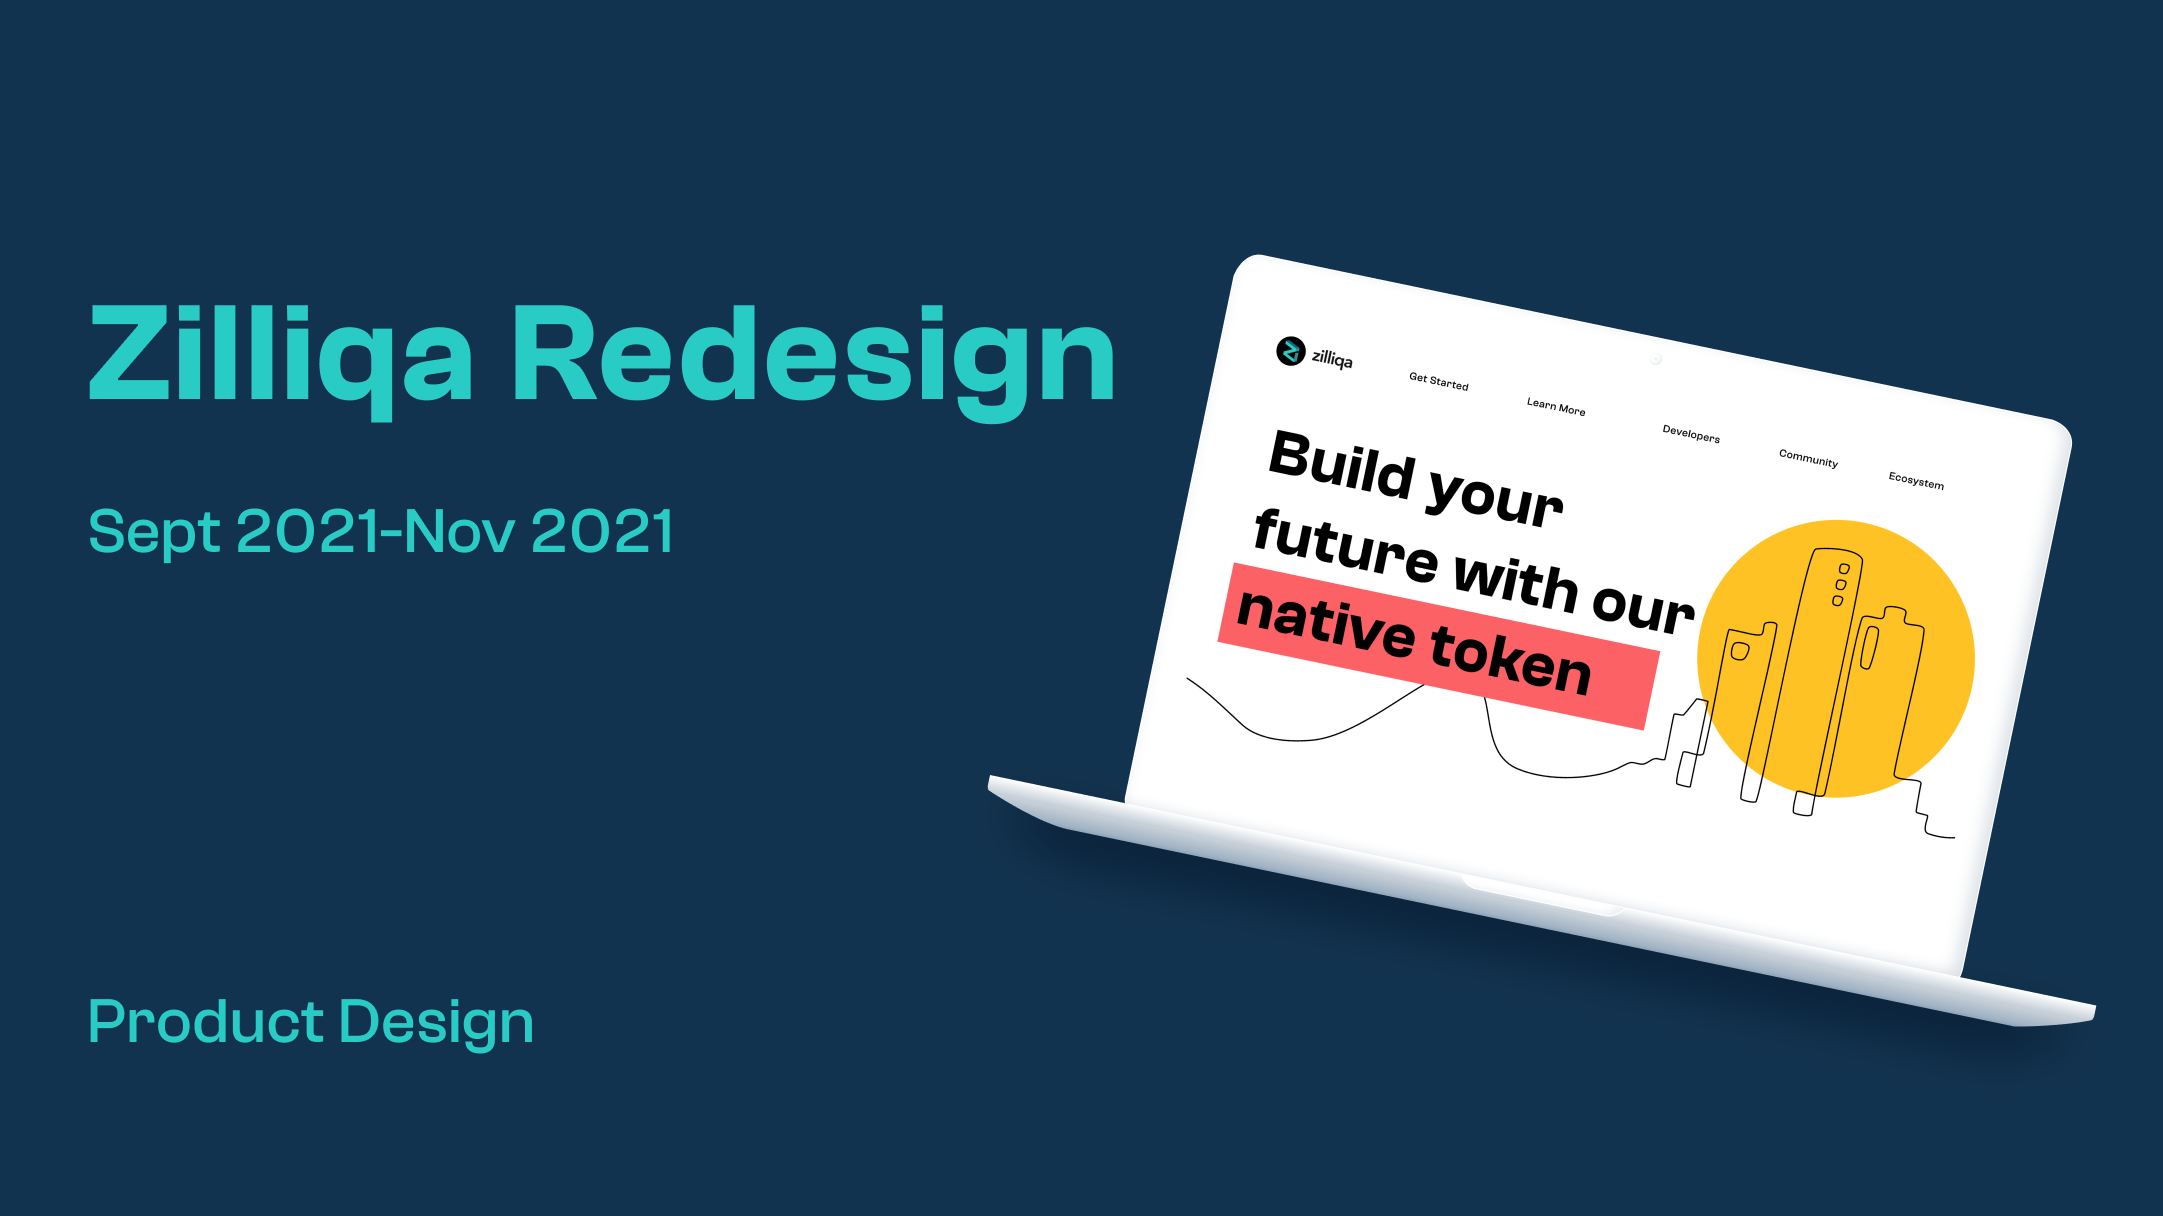 Zilliqa Redesign
Sept 2021-Nov 2021
Product Design
zilliqa
Get Started
Learn More
Developers
Community
Ecosystem
Build your
future with our
native token